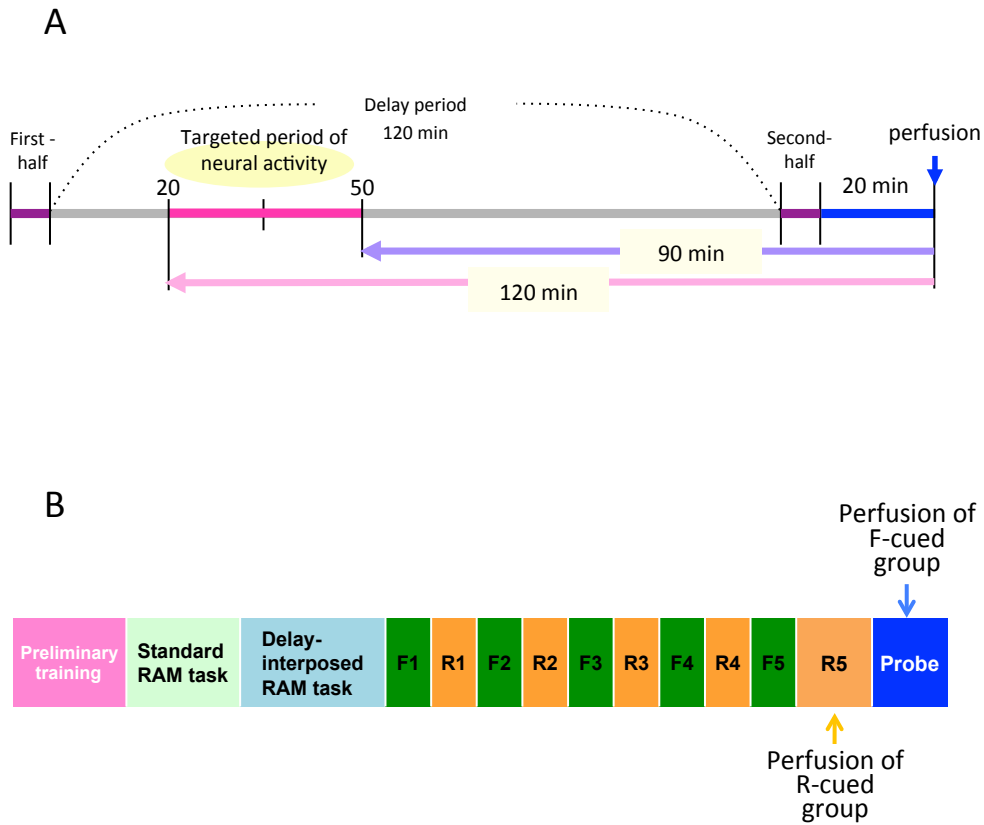 A
Delay period
120 min
First -
half
Targeted period of
neural activity
Second-
half
perfusion
20
50
20 min
90 min
120 min
B
Perfusion of
F-cued
group
Preliminary
training
Standard
RAM task
Delay-
interposed
RAM task
F1
R1
F2
R2
F3
R3
F4
R4
F5
R5
Probe
Perfusion of
R-cued
group